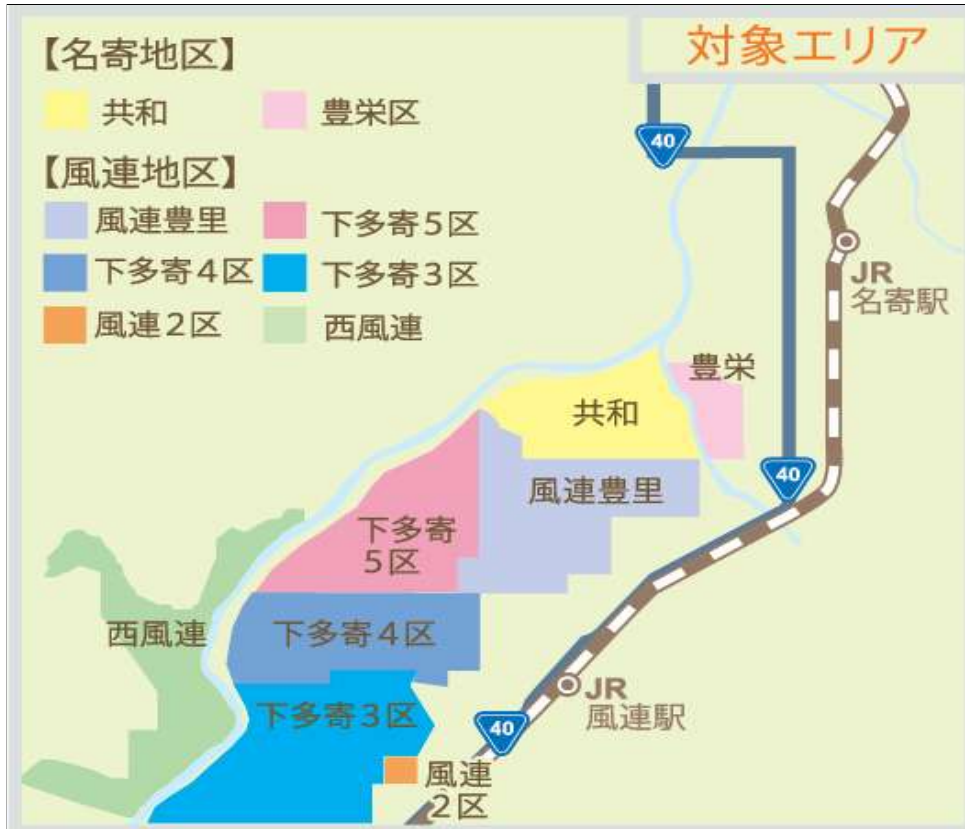 対象エリア
【名寄地区】
共和
豊栄区
【風連地区】
風連豊里
下多寄5区
下多寄4区
下多寄3区
風連2区
西風連
40
JR
名寄駅
豊栄
共和
40
風連豊里
下多寄
5区
西風連
下多寄4区
JR
風連駅
下多寄3区
40
風連
2区